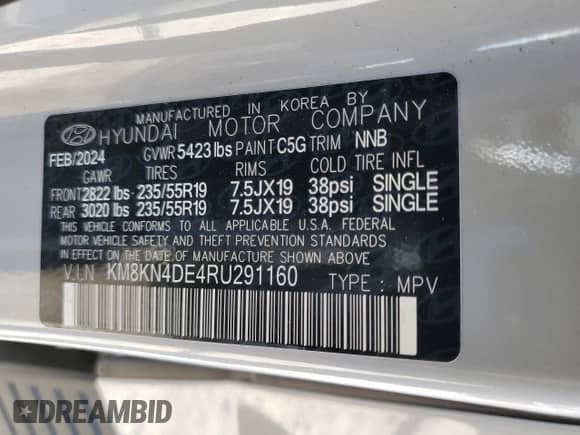 MANUFACTURED IN KOREA BY
HYUNDAI MOTOR COMPANY
FEB/2024 GVWR 5423 lbs PAINT C5G TRIM NNB
GAWR TIRES RIMS COLD TIRE INFL
FRONT 2822 lbs - 235/55R19 7.5JX19 38psi SINGLE
REAR 3020 lbs - 235/55R19 7.5JX19 38psi SINGLE
THIS VEHICLE CONFORMS TO ALL APPLICABLE U.S.A. FEDERAL
MOTOR VEHICLE SAFETY, BUMPER, AND THEFT PREVENTION
STANDARDS IN EFFECT ON THE DATE OF MANUFACTURE SHOWN ABOVE.
V.I.N KM8KN4DE4RU291160 TYPE : MPV
DREAMBID